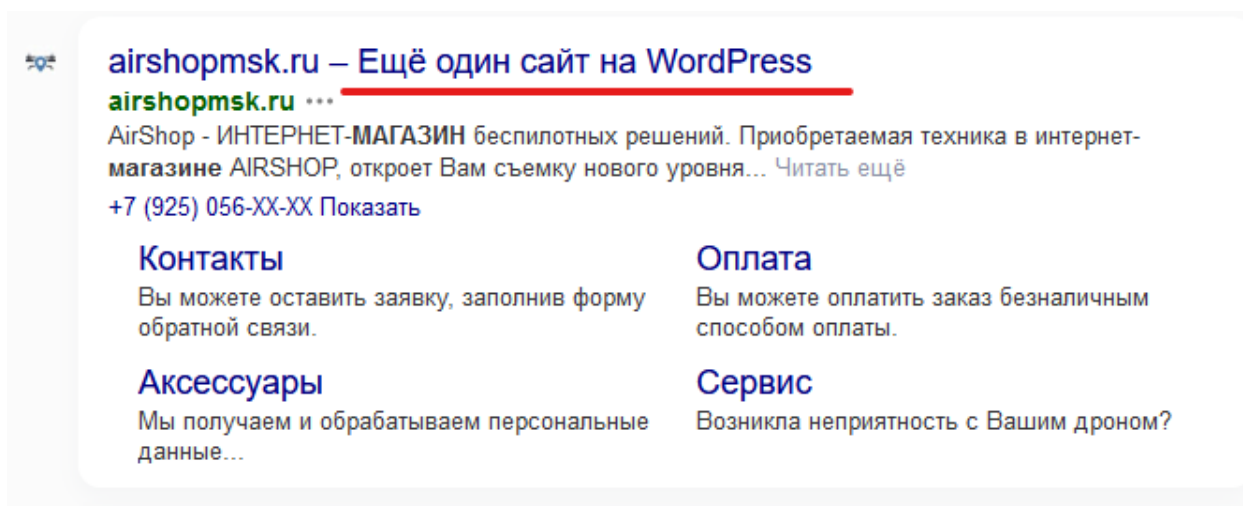 airshopmsk.ru – Ещё один сайт на WordPress
airshopmsk.ru ···
AirShop - ИНТЕРНЕТ-МАГАЗИН беспилотных решений. Приобретаемая техника в интернет-
магазине AIRSHOP, откроет Вам съемку нового уровня... Читать ещё
+7 (925) 056-XX-XX Показать
Контакты
Вы можете оставить заявку, заполнив форму
обратной связи.
Оплата
Вы можете оплатить заказ безналичным
способом оплаты.
Аксессуары
Мы получаем и обрабатываем персональные
данные...
Сервис
Возникла неприятность с Вашим дроном?